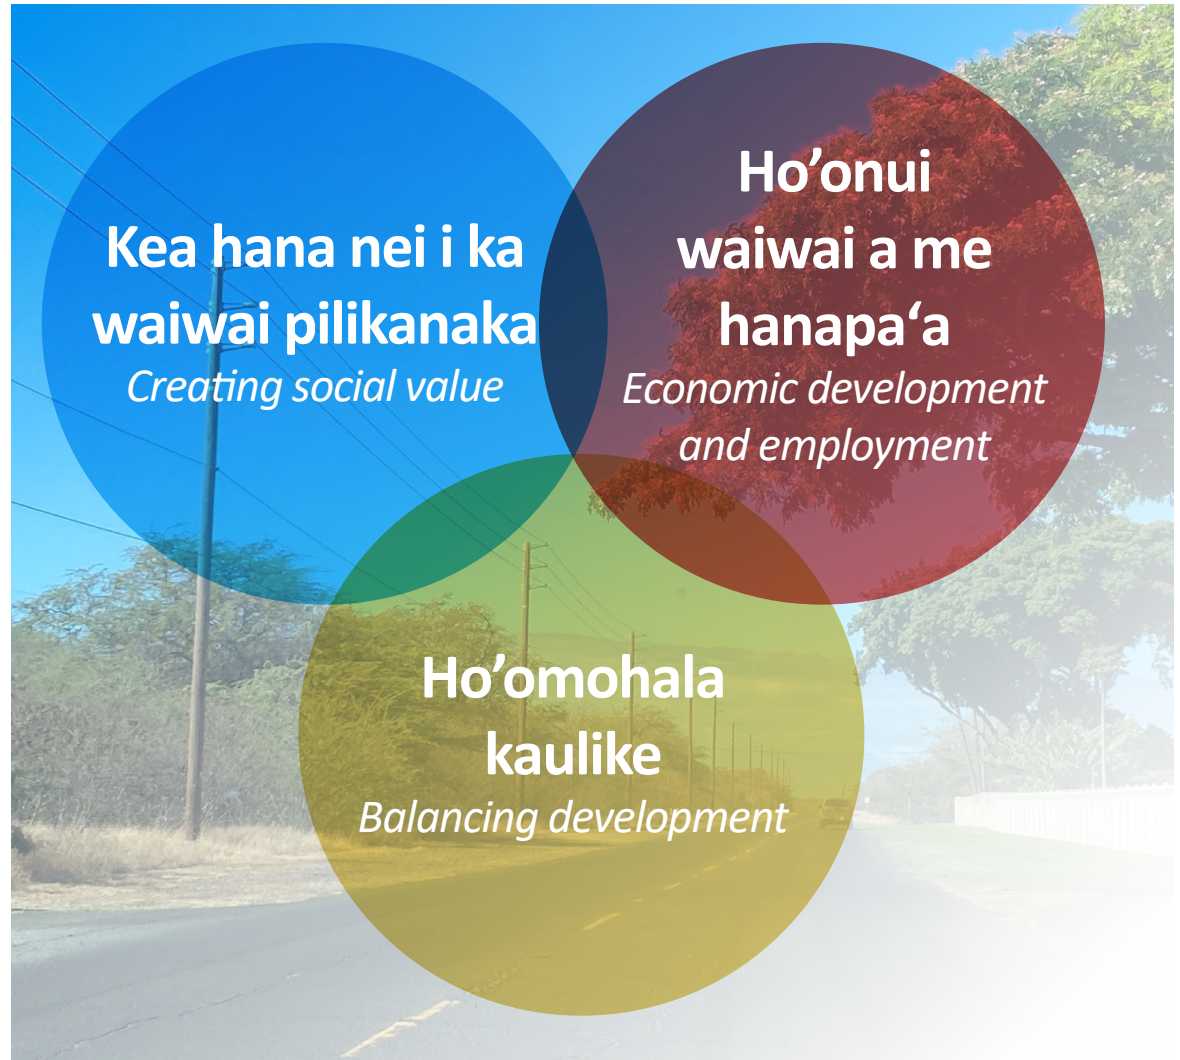 Kea hana nei i ka
waiwai pilikanaka
Creating social value
Ho’onui
waiwai a me
hanapa‘a
Economic development
and employment
Ho’omohala
kaulike
Balancing development